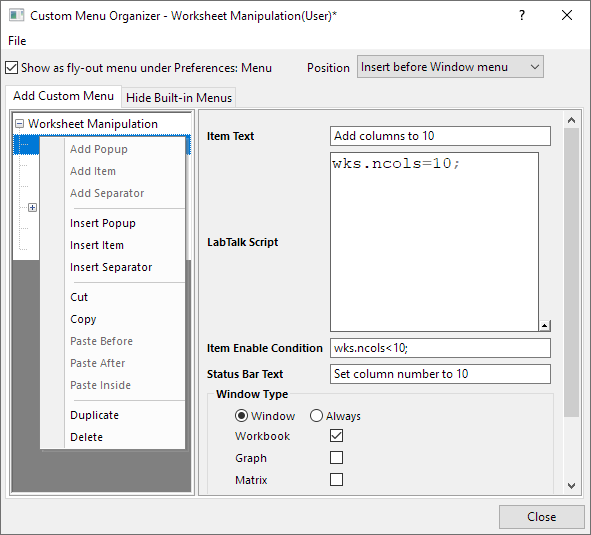 Custom Menu Organizer - Worksheet Manipulation(User)*
?
File
Show as fly-out menu under Preferences: Menu
Position
Insert before Window menu
Add Custom Menu
Hide Built-in Menus
Worksheet Manipulation
Add Popup
Add Item
Add Separator
Insert Popup
Insert Item
Insert Separator
Cut
Copy
Paste Before
Paste After
Paste Inside
Duplicate
Delete
Item Text
Add columns to 10
LabTalk Script
wks.ncols=10;
Item Enable Condition
wks.ncols<10;
Status Bar Text
Set column number to 10
Window Type
Window
Always
Workbook
Graph
Matrix
Close